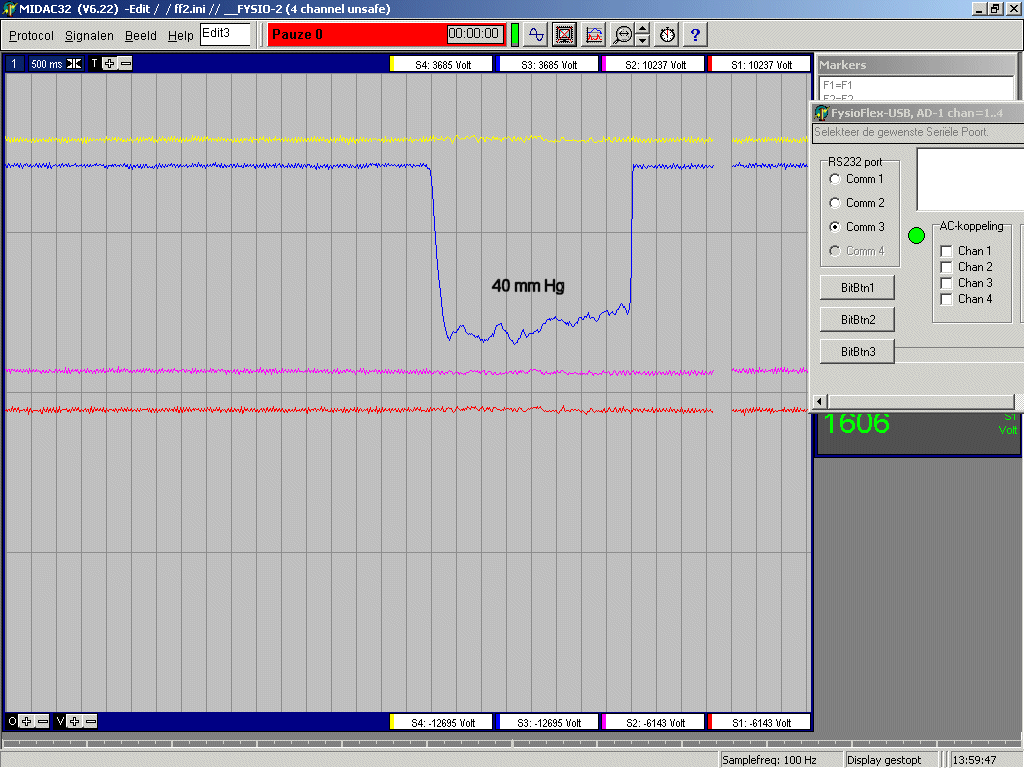 MIDAC32 (V6.22) -Edit / / ff2.ini // __FYSIO-2 (4 channel unsafe)
Protocol Signalen Beeld Help Edit3 Pauze 0 00:00:00 ?
1 500 ms T S4: 3685 Volt S3: 3685 Volt S2: 10237 Volt S1: 10237 Volt
Markers
F1=F1
F2=F2
FysioFlex-USB, AD-1 chan=1..4
Selekteer de gewenste Seriële Poort.
RS232 port
Comm 1
Comm 2
Comm 3
Comm 4
AC-koppeling
Chan 1
Chan 2
Chan 3
Chan 4
BitBtn1
BitBtn2
BitBtn3
40 mm Hg
1606
S1
Volt
O V S4: -12695 Volt S3: -12695 Volt S2: -6143 Volt S1: -6143 Volt
Samplefreq: 100 Hz Display gestopt 13:59:47